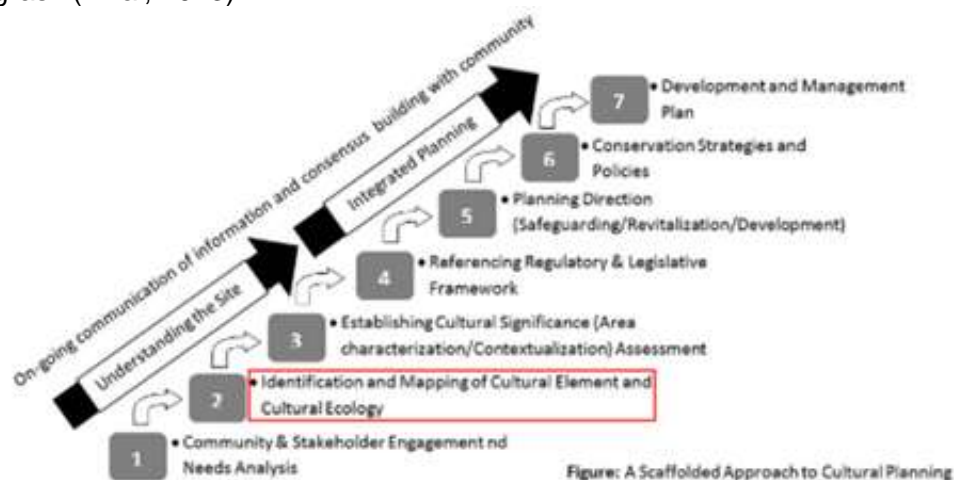 On-going communication of information and consensus building with community
Understanding the Site
Integrated Planning
7
• Development and Management
Plan
6
• Conservation Strategies and
Policies
5
• Planning Direction
(Safeguarding/Revitalization/Development)
4
• Referencing Regulatory & Legislative
Framework
3
• Establishing Cultural Significance (Area
characterization/Contextualization) Assessment
2
• Identification and Mapping of Cultural Element and
Cultural Ecology
1
• Community & Stakeholder Engagement nd
Needs Analysis
Figure: A Scaffolded Approach to Cultural Planning